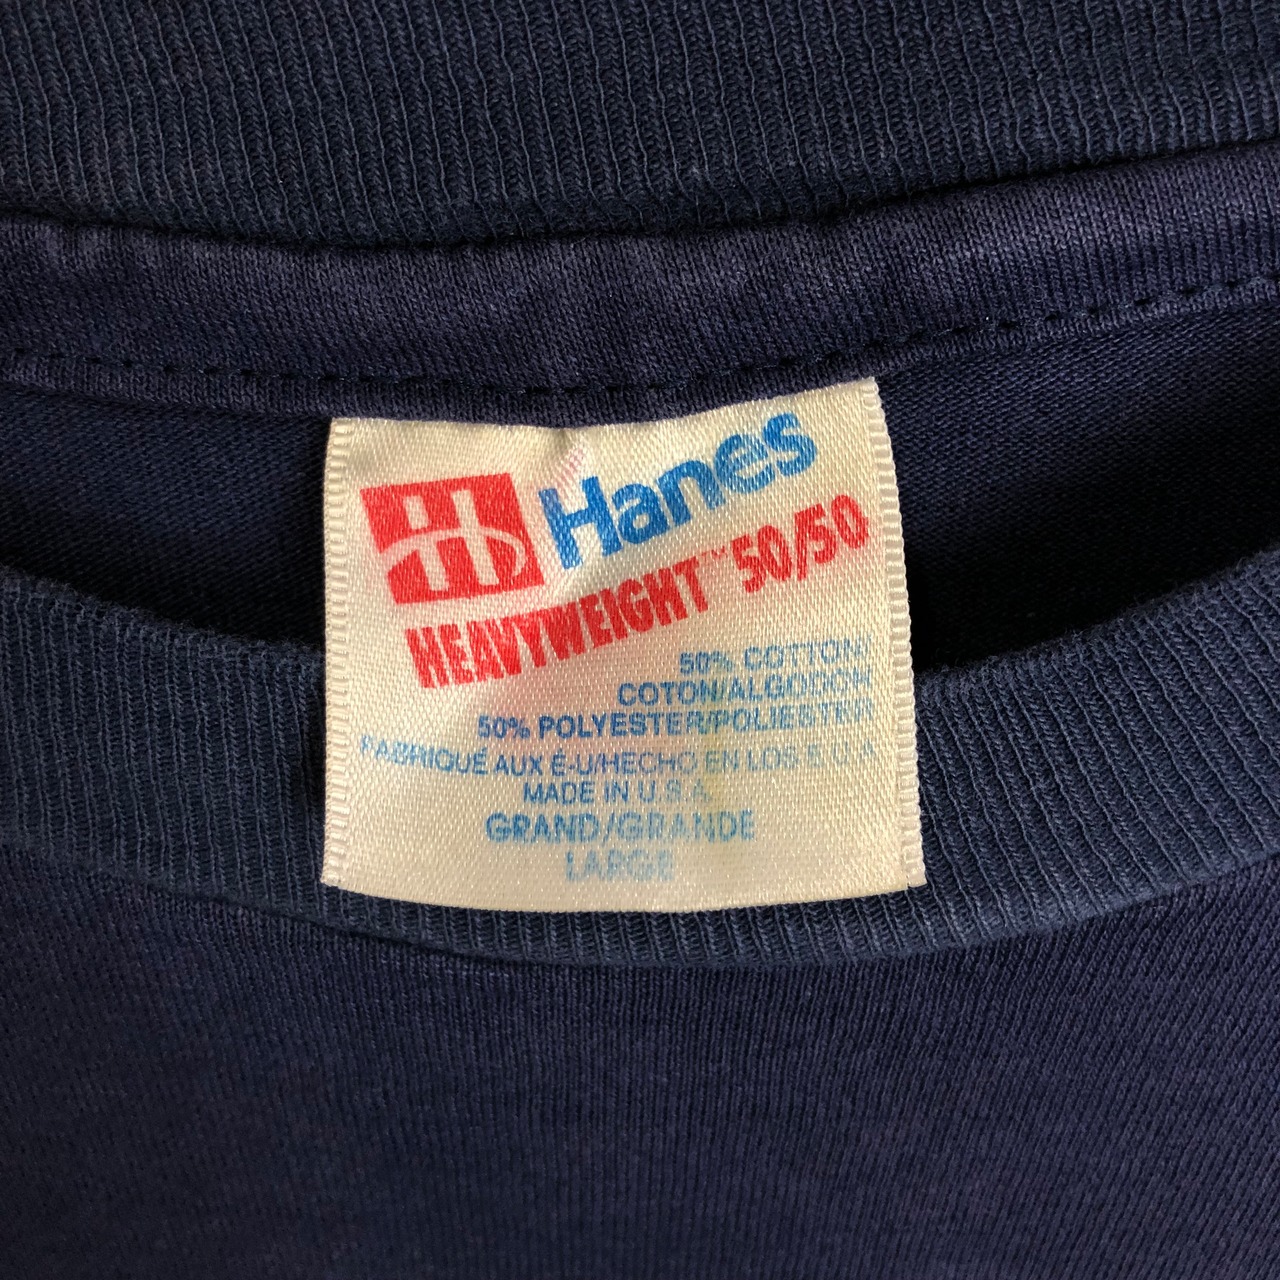 H Hanes
HEAVYWEIGHT™ 50/50
50% COTTON/
COTON/ALGODON
50% POLYESTER/POLIESTER
FABRIQUÉ AUX É-U/HECHO EN LOS E.U.A.
MADE IN U.S.A.
GRAND/GRANDE
LARGE